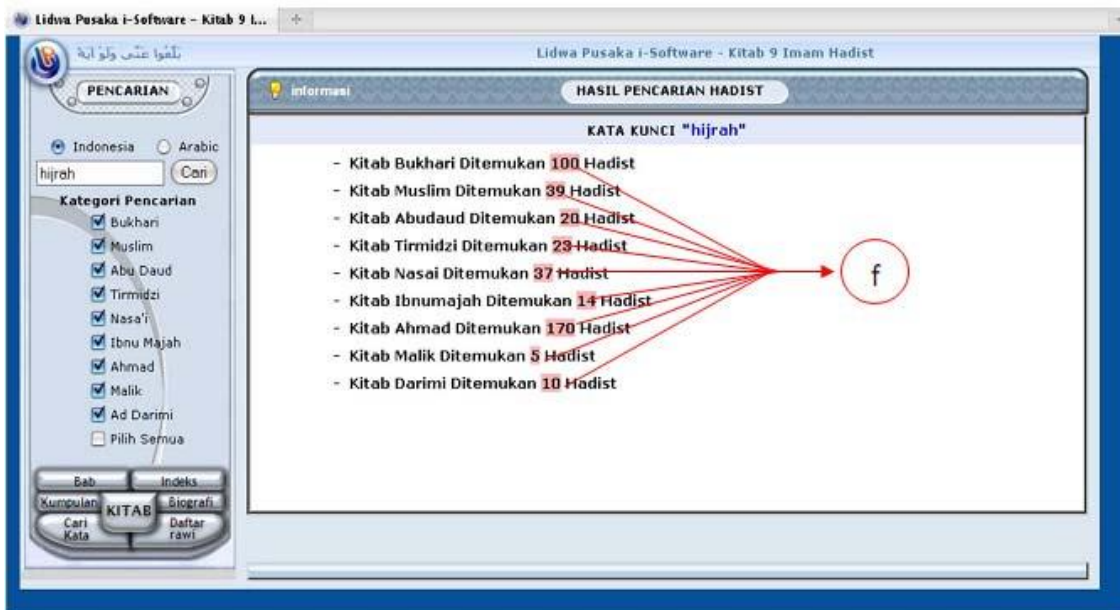 Lidwa Pusaka i-Software - Kitab 9 I...
بلغوا عني ولو آية
Lidwa Pusaka i-Software - Kitab 9 Imam Hadist
PENCARIAN
informasi
HASIL PENCARIAN HADIST
KATA KUNCI "hijrah"
Indonesia
Arabic
hijrah
Cari
Kategori Pencarian
Bukhari
Muslim
Abu Daud
Tirmidzi
Nasa'i
Ibnu Majah
Ahmad
Malik
Ad Darimi
Pilih Semua
- Kitab Bukhari Ditemukan 100 Hadist
- Kitab Muslim Ditemukan 39 Hadist
- Kitab Abudaud Ditemukan 20 Hadist
- Kitab Tirmidzi Ditemukan 23 Hadist
- Kitab Nasai Ditemukan 37 Hadist
- Kitab Ibnumajah Ditemukan 14 Hadist
- Kitab Ahmad Ditemukan 170 Hadist
- Kitab Malik Ditemukan 5 Hadist
- Kitab Darimi Ditemukan 10 Hadist
f
Bab
Indeks
Kumpulan
KITAB
Biografi
Cari Kata
Daftar rawi